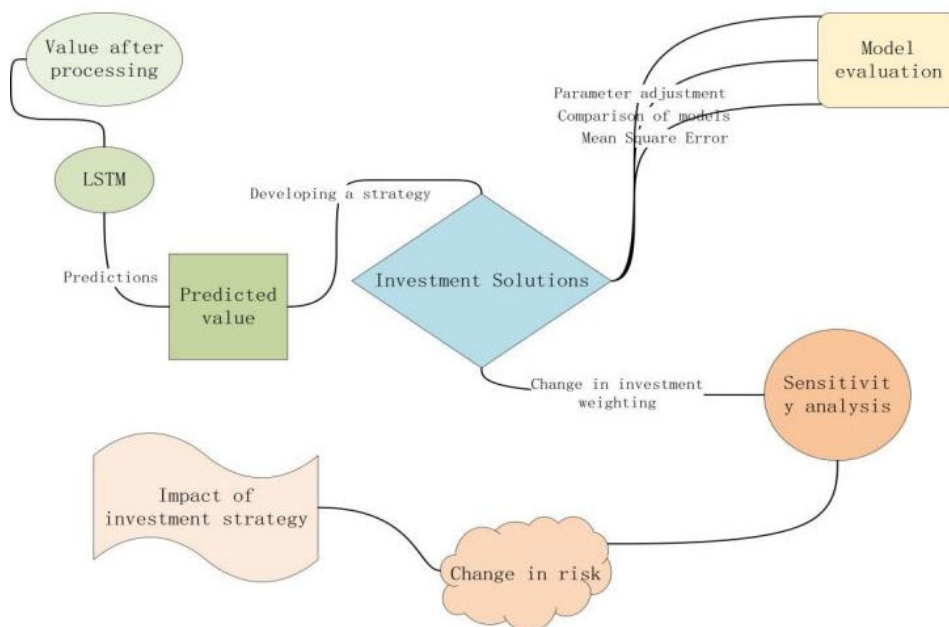 Value after
processing
Model
evaluation
Parameter adjustment
Comparison of models
Mean Square Error
LSTM
Developing a strategy
Predictions
Predicted
value
Investment Solutions
Change in investment
weighting
Sensitivit
y analysis
Impact of
investment strategy
Change in risk